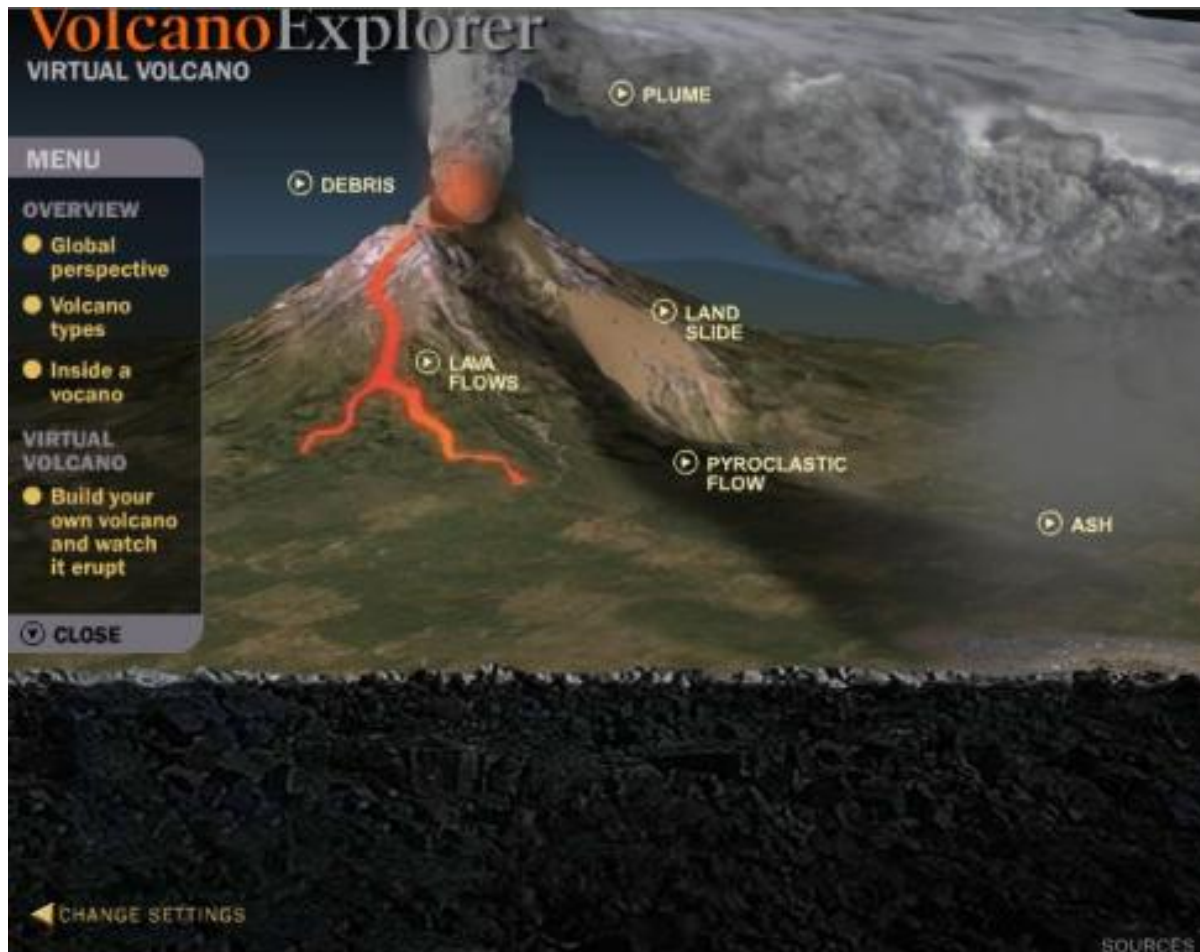 VolcanoExplorer
VIRTUAL VOLCANO
MENU
OVERVIEW
Global
perspective
Volcano
types
Inside a
vocano
VIRTUAL
VOLCANO
Build your
own volcano
and watch
it erupt
CLOSE
PLUME
DEBRIS
LAND
SLIDE
LAVA
FLOWS
PYROCLASTIC
FLOW
ASH
CHANGE SETTINGS
SOURCES